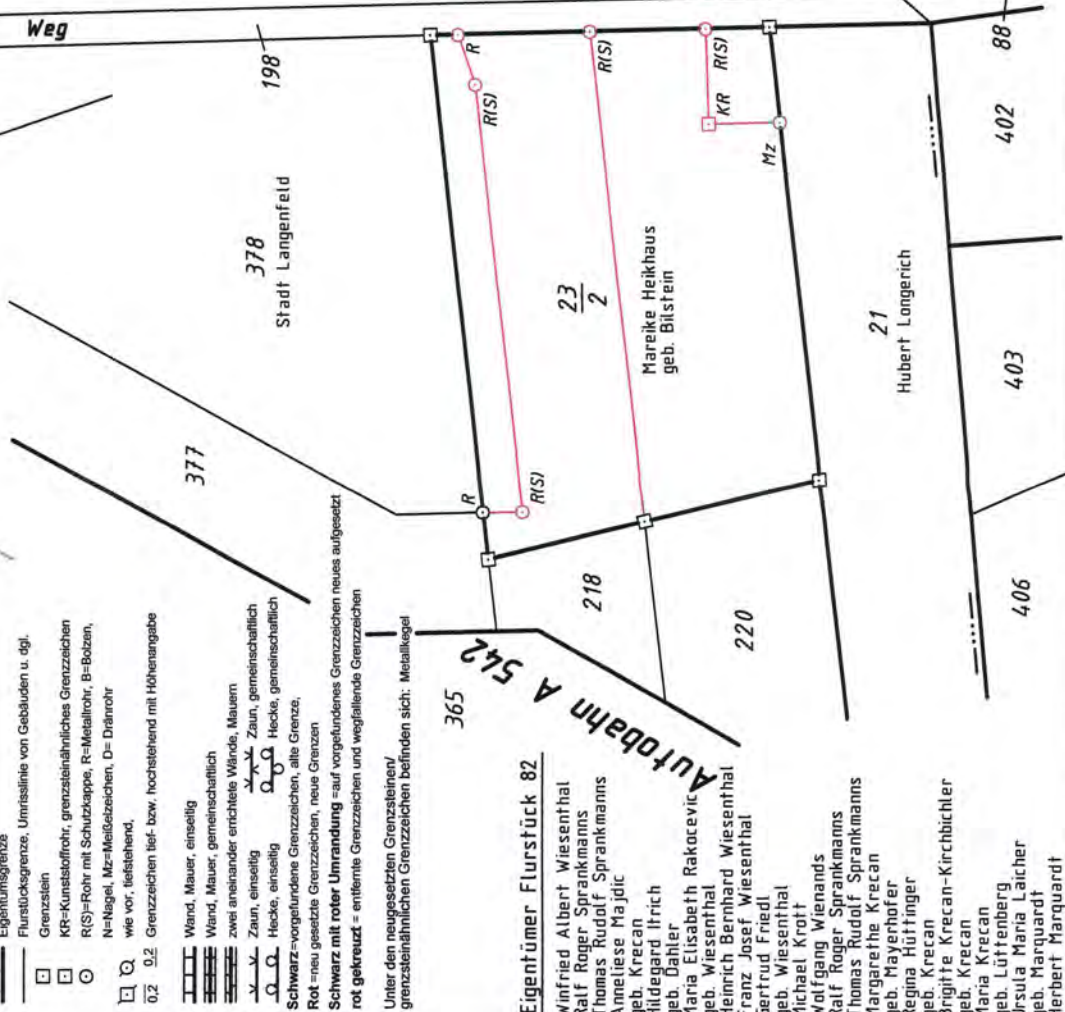 Eigentumsgrenze
Flurstücksgrenze, Umrisslinie von Gebäuden u. dgl.
Grenzstein
KR=Kunststoffrohr, grenzsteinähnliches Grenzzeichen
R(S)=Rohr mit Schutzkappe, R=Metallrohr, B=Bolzen,
N=Nagel, Mz=Meißelzeichen, D= Dränrohr
wie vor, tiefstehend,
0,2 0,2 Grenzzeichen tief- bzw. hochstehend mit Höhenangabe
Wand, Mauer, einseitig
Wand, Mauer, gemeinschaftlich
zwei aneinander errichtete Wände, Mauern
Zaun, einseitig Zaun, gemeinschaftlich
Hecke, einseitig Hecke, gemeinschaftlich
Schwarz=vorgefundene Grenzzeichen, alte Grenze,
Rot =neu gesetzte Grenzzeichen, neue Grenzen
Schwarz mit roter Umrandung =auf vorgefundenes Grenzzeichen neues aufgesetzt
rot gekreuzt = entfernte Grenzzeichen und wegfallende Grenzzeichen
Unter den neugesetzten Grenzsteinen/
grenzsteinähnlichen Grenzzeichen befinden sich: Metallkegel
Eigentümer Flurstück 82
Winfried Albert Wiesenthal
Ralf Roger Sprankmanns
Thomas Rudolf Sprankmanns
Anneliese Majdic
geb. Krecan
Hildegard Itrich
geb. Dahler
Maria Elisabeth Rakocevic
geb. Wiesenthal
Heinrich Bernhard Wiesenthal
Franz Josef Wiesenthal
Gertrud Friedl
geb. Wiesenthal
Michael Krott
Wolfgang Wienands
Ralf Roger Sprankmanns
Thomas Rudolf Sprankmanns
Margarethe Krecan
geb. Mayerhofer
Regina Hüttinger
geb. Krecan
Brigitte Krecan-Kirchbichler
geb. Krecan
Maria Krecan
geb. Lüttenberg
Ursula Maria Laicher
geb. Marquardt
Herbert Marquardt
Weg
198
378
Stadt Langenfeld
377
R
R(S)
R(S)
R
R(S)
R(S)
KR
Mz
23
2
Mareike Heikhaus
geb. Bilstein
365
Autobahn A 542
218
220
21
Hubert Longerich
88
402
403
406